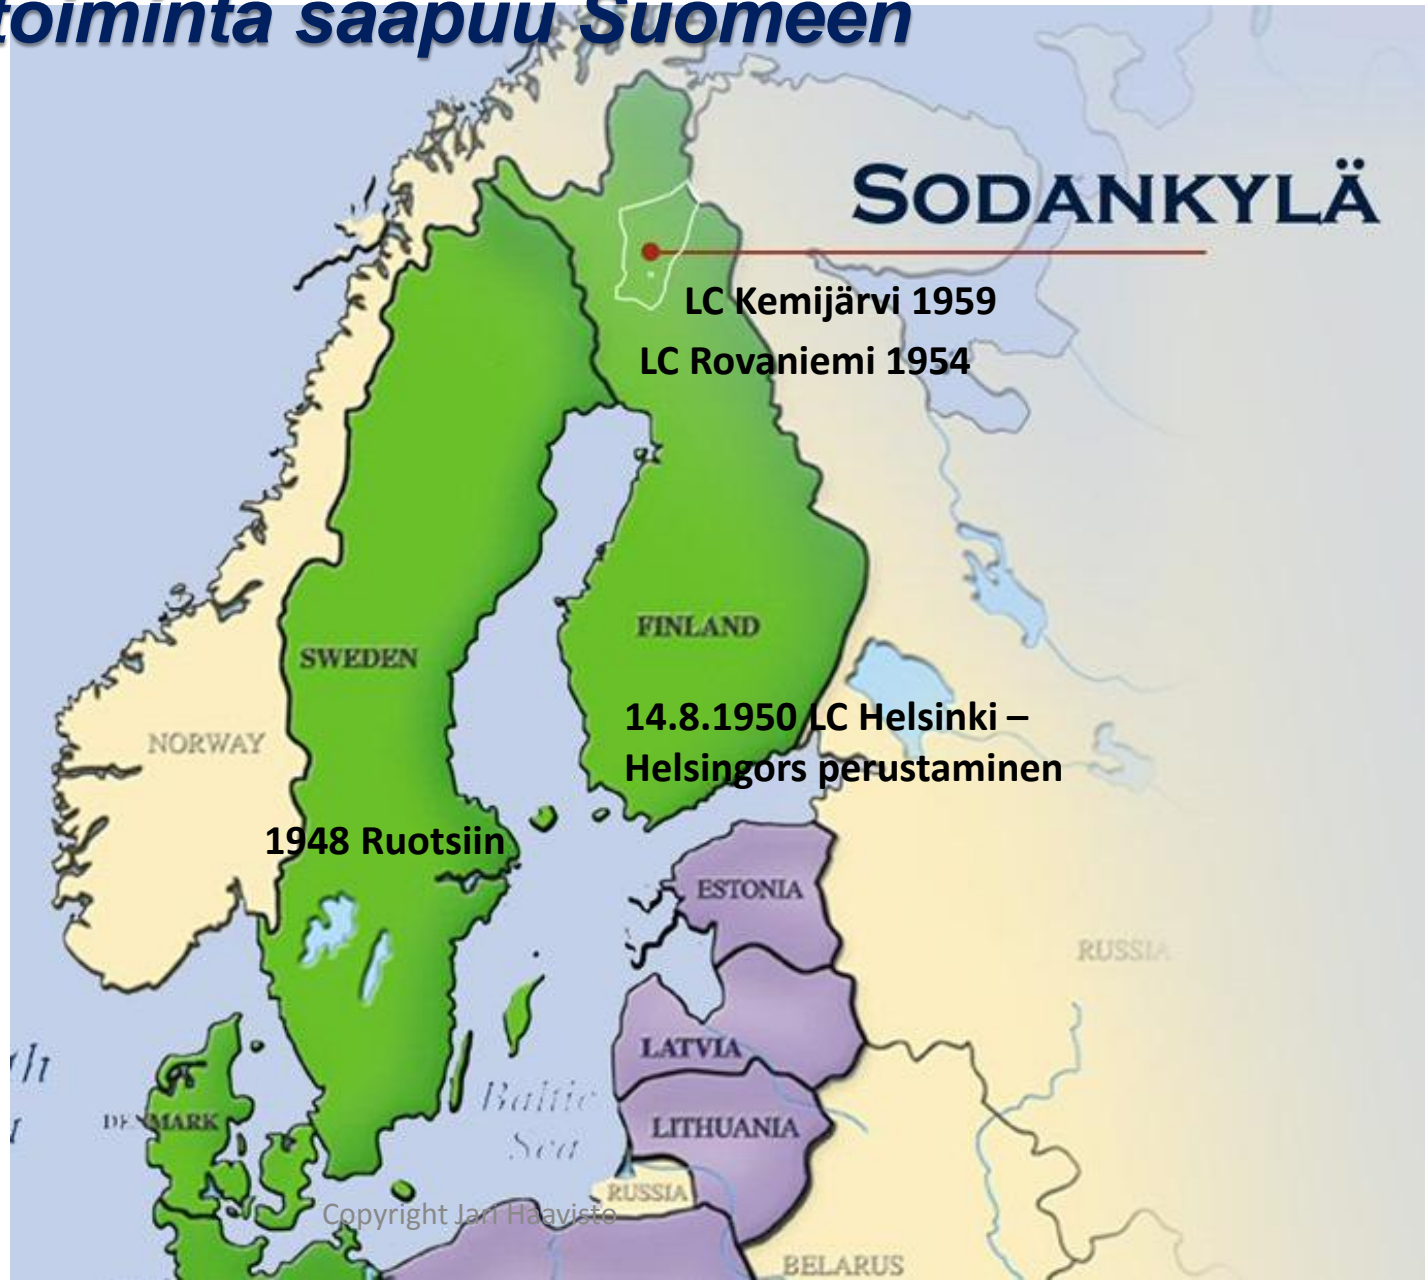 toiminta saapuu Suomeen
SODANKYLÄ
LC Kemijärvi 1959
LC Rovaniemi 1954
FINLAND
SWEDEN
14.8.1950 LC Helsinki –
Helsingors perustaminen
NORWAY
1948 Ruotsiin
ESTONIA
RUSSIA
LATVIA
DENMARK
Baltic
Sea
LITHUANIA
RUSSIA
Copyright Jari Haavisto
BELARUS